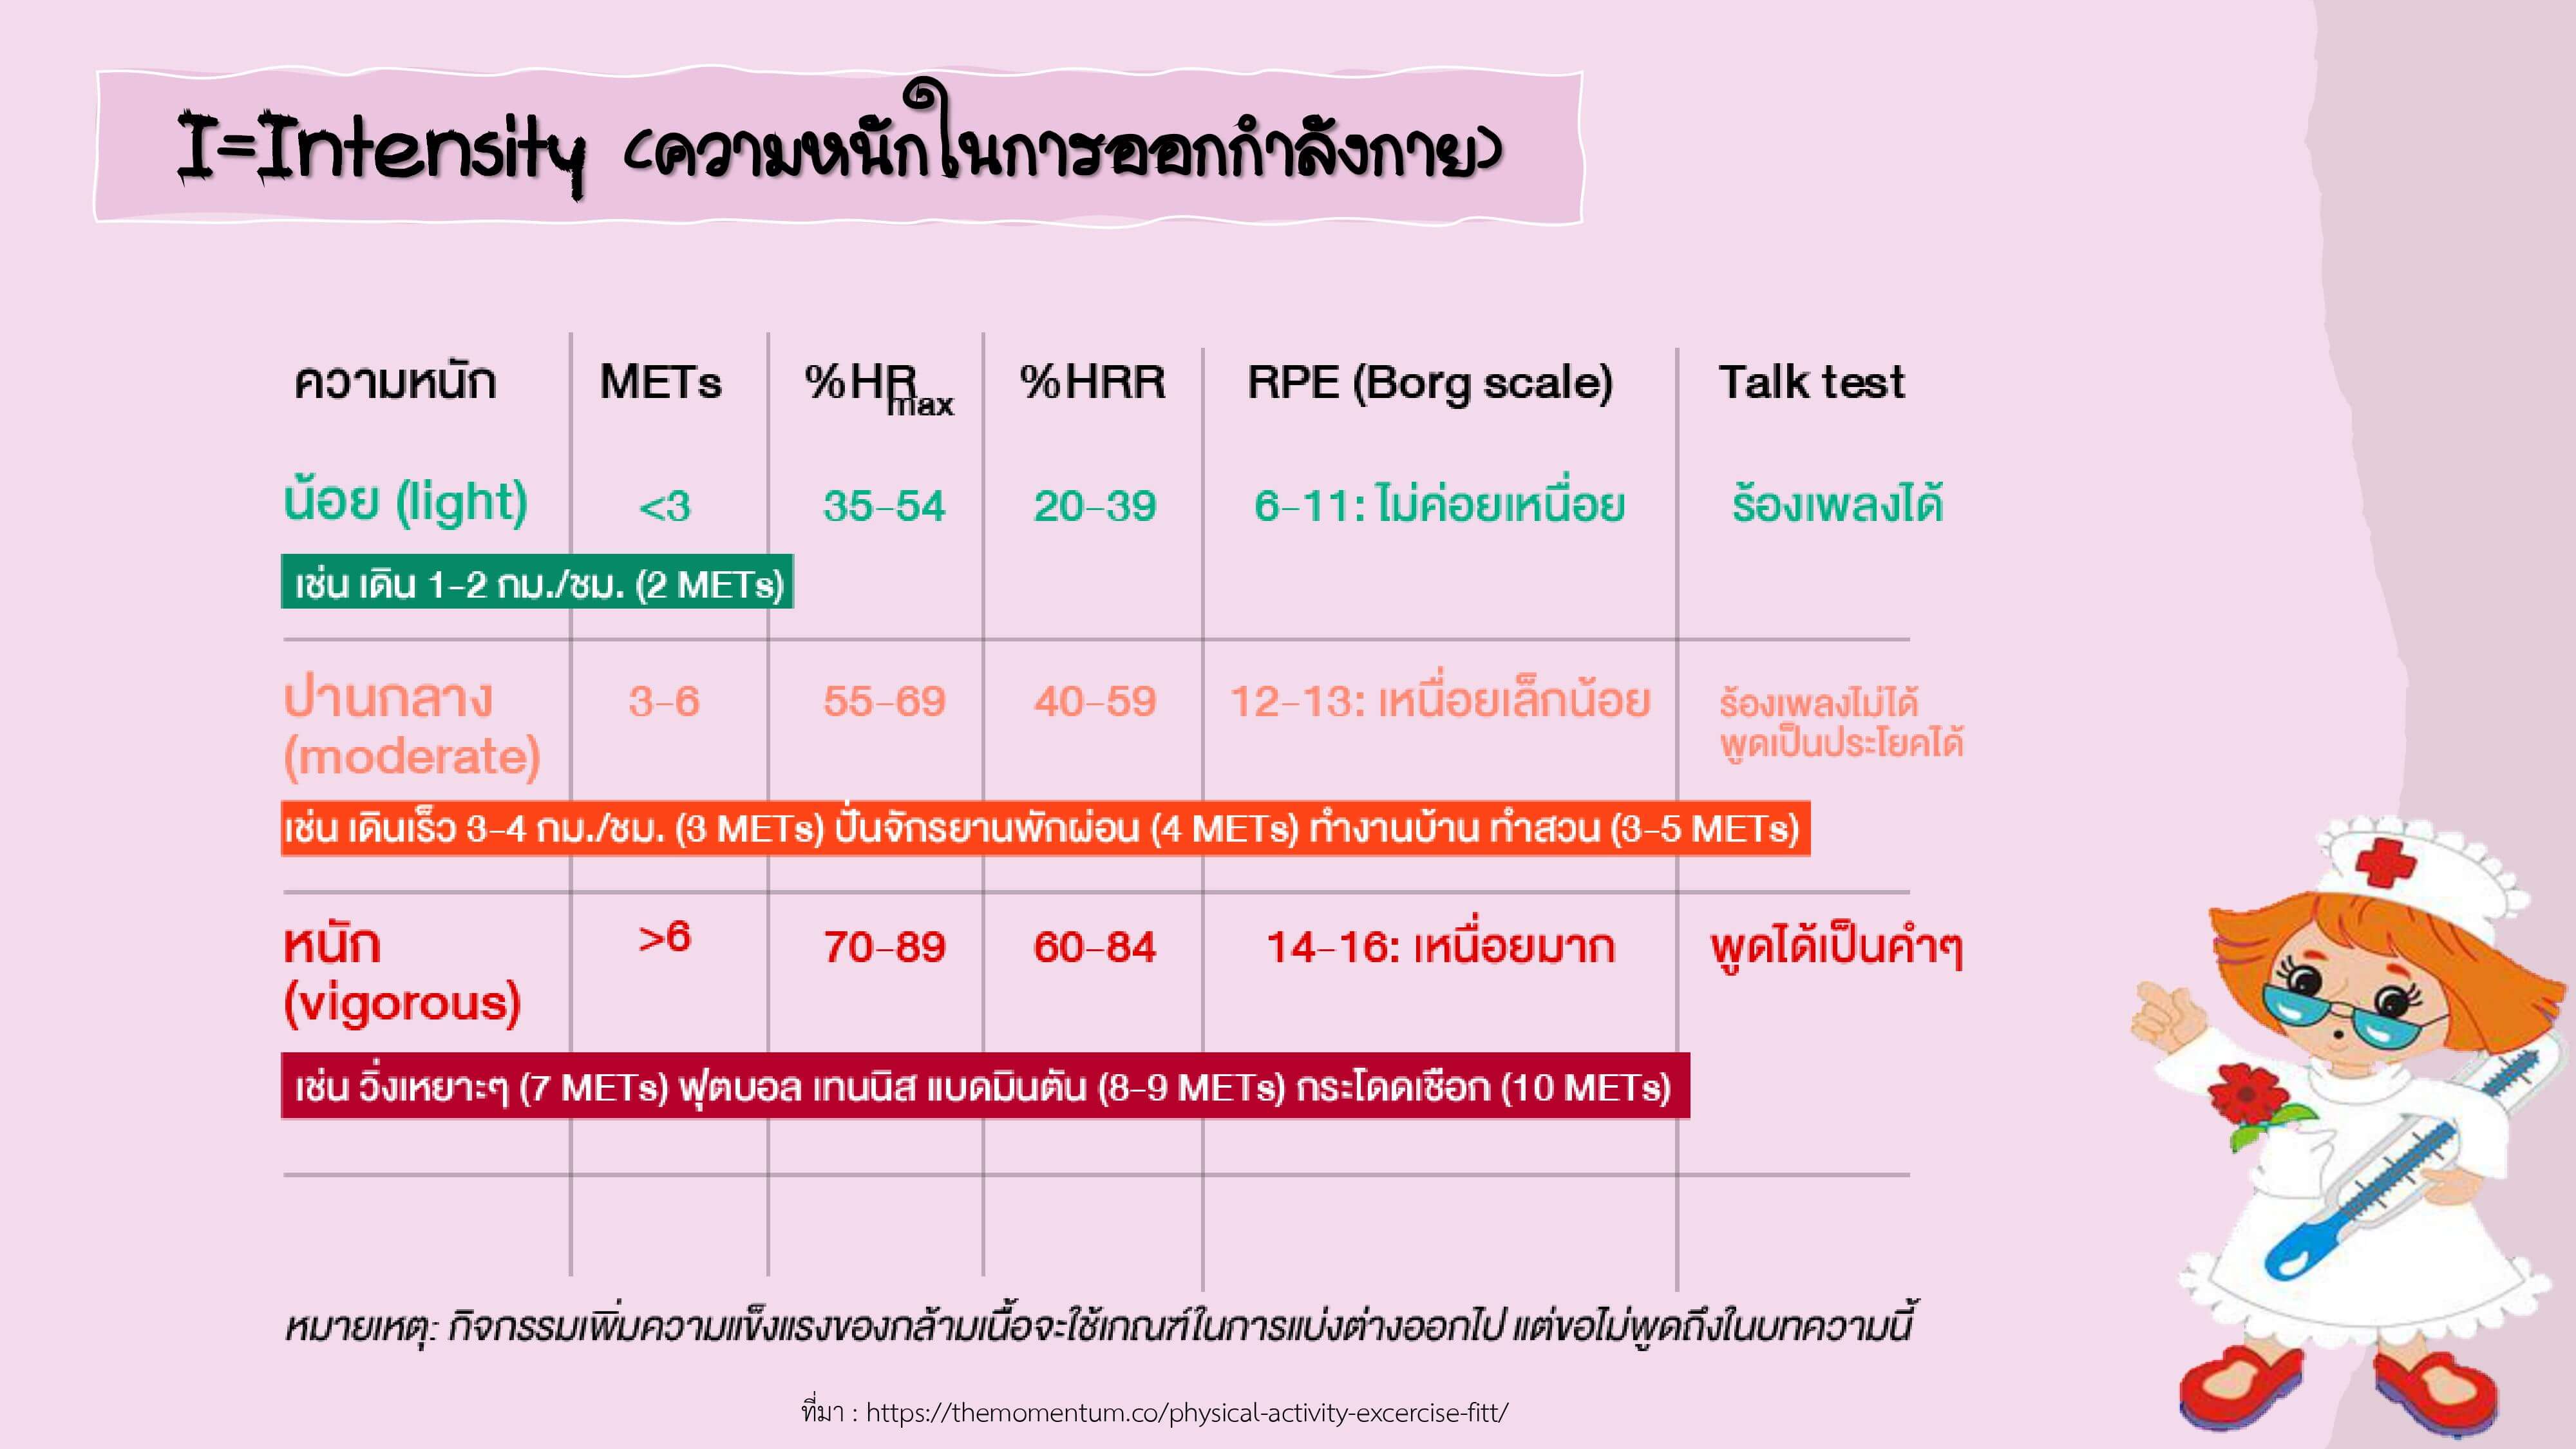 I=Intensity (ความหนักในการออกกำลังกาย)
ความหนัก METs %HRmax %HRR RPE (Borg scale) Talk test
น้อย (light) <3 35-54 20-39 6-11: ไม่ค่อยเหนื่อย ร้องเพลงได้
เช่น เดิน 1-2 กม./ชม. (2 METs)
ปานกลาง 3-6 55-69 40-59 12-13: เหนื่อยเล็กน้อย ร้องเพลงไม่ได้
(moderate) พูดเป็นประโยคได้
เช่น เดินเร็ว 3-4 กม./ชม. (3 METs) ปั่นจักรยานพักผ่อน (4 METs) ทำงานบ้าน ทำสวน (3-5 METs)
หนัก >6 70-89 60-84 14-16: เหนื่อยมาก พูดได้เป็นคำๆ
(vigorous)
เช่น วิ่งเหยาะๆ (7 METs) ฟุตบอล เทนนิส แบดมินตัน (8-9 METs) กระโดดเชือก (10 METs)
หมายเหตุ: กิจกรรมเพิ่มความแข็งแรงของกล้ามเนื้อจะใช้เกณฑ์ในการแบ่งต่างออกไป แต่ขอไม่พูดถึงในบทความนี้
ที่มา : https://themomentum.co/physical-activity-excercise-fitt/